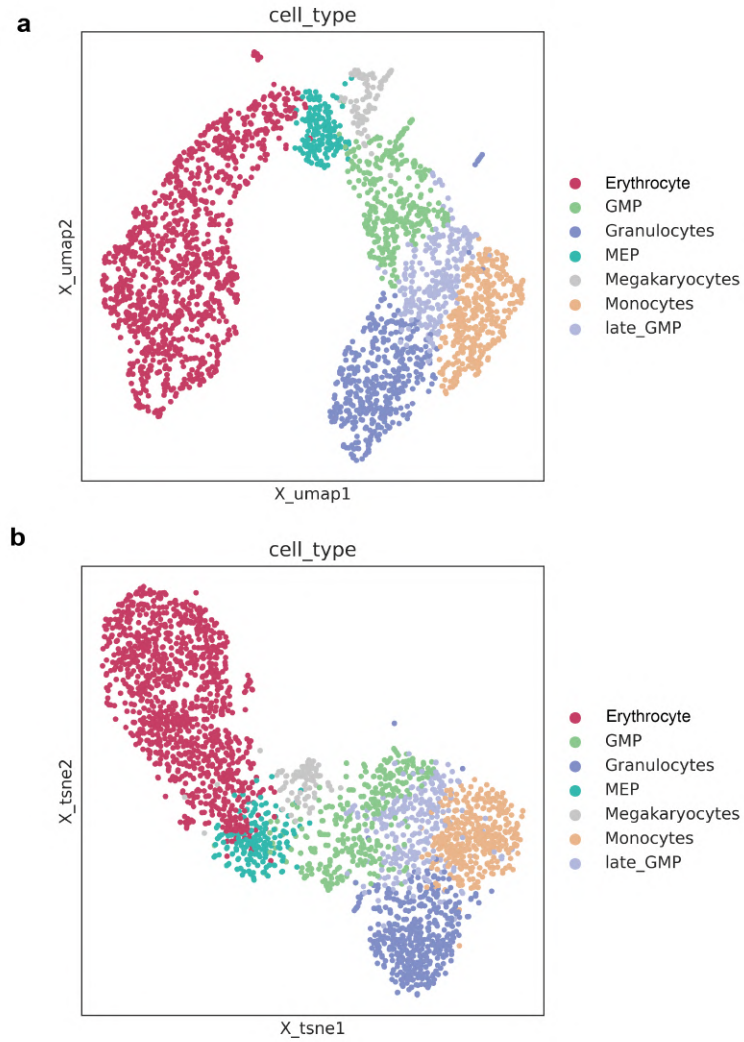 a
cell_type
X_umap2
Erythrocyte
GMP
Granulocytes
MEP
Megakaryocytes
Monocytes
late_GMP
X_umap1
b
cell_type
X_tsne2
Erythrocyte
GMP
Granulocytes
MEP
Megakaryocytes
Monocytes
late_GMP
X_tsne1